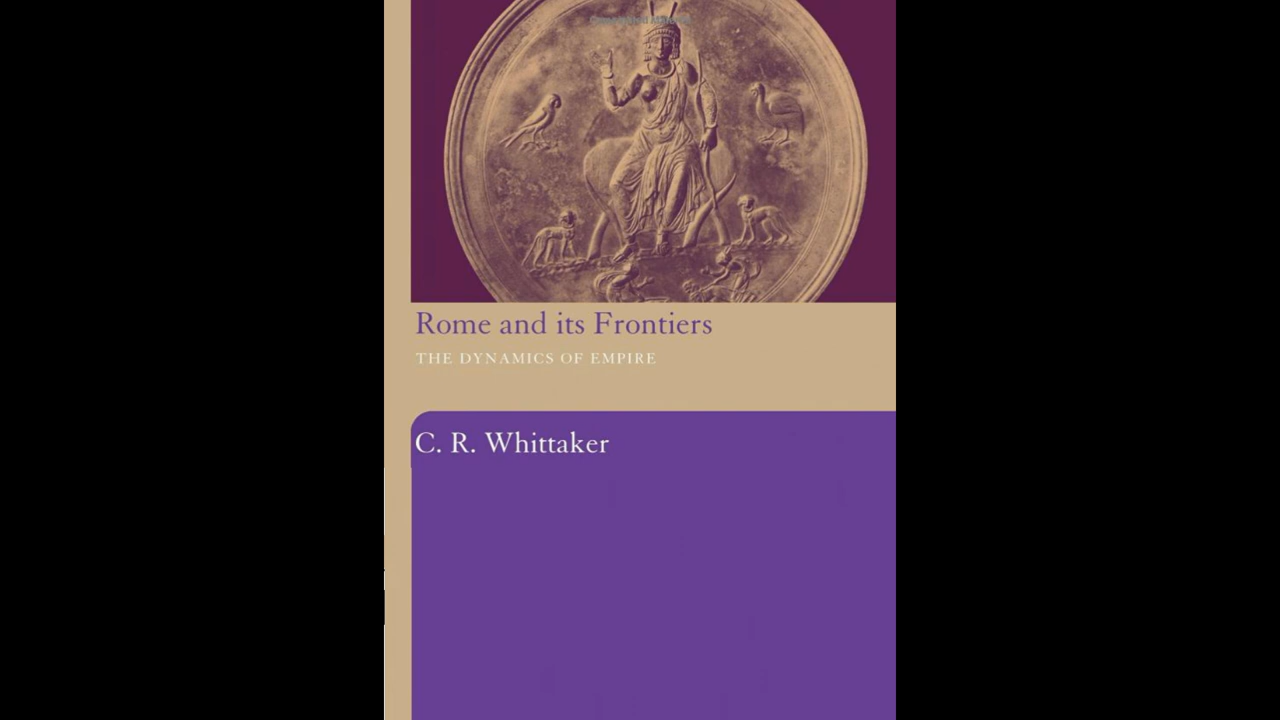 Rome and its Frontiers
THE DYNAMICS OF EMPIRE
C. R. Whittaker